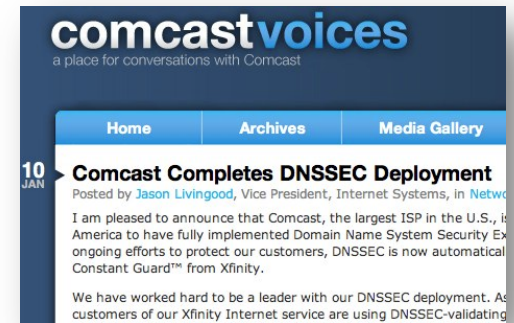 comcastvoices
a place for conversations with Comcast
Home Archives Media Gallery
10
JAN
Comcast Completes DNSSEC Deployment
Posted by Jason Livingood, Vice President, Internet Systems, in
I am pleased to announce that Comcast, the largest ISP in the U.S.,
America to have fully implemented Domain Name System Security
ongoing efforts to protect our customers, DNSSEC is now
Constant Guard™ from Xfinity.
We have worked hard to be a leader with our DNSSEC deployment. As
customers of our Xfinity Internet service are using DNSSEC-validating